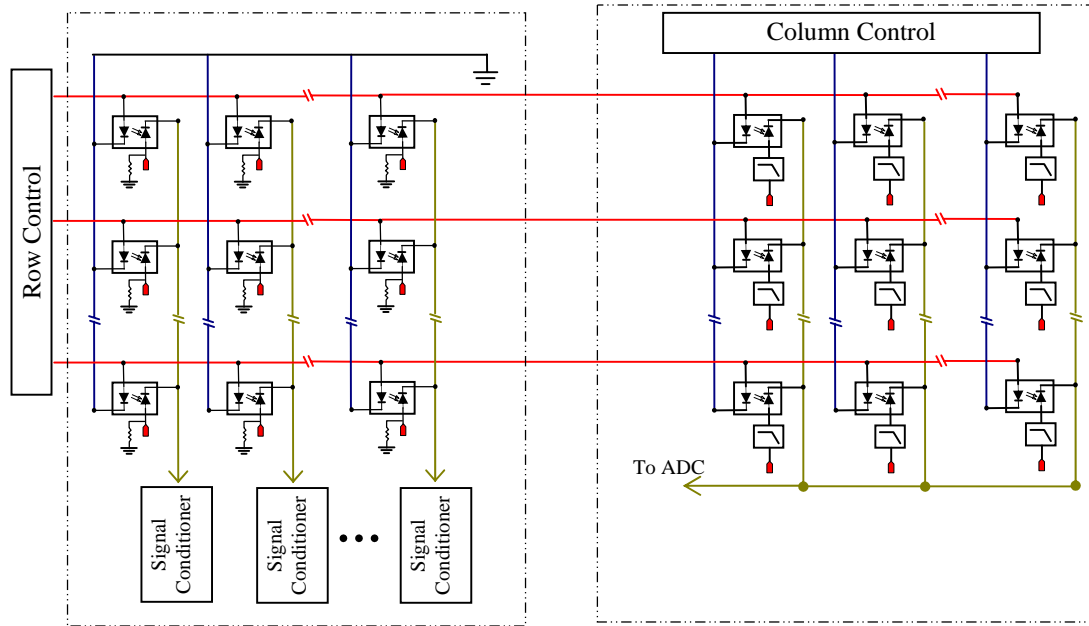 Column Control
Row Control
To ADC
Signal
Conditioner
Signal
Conditioner
Signal
Conditioner